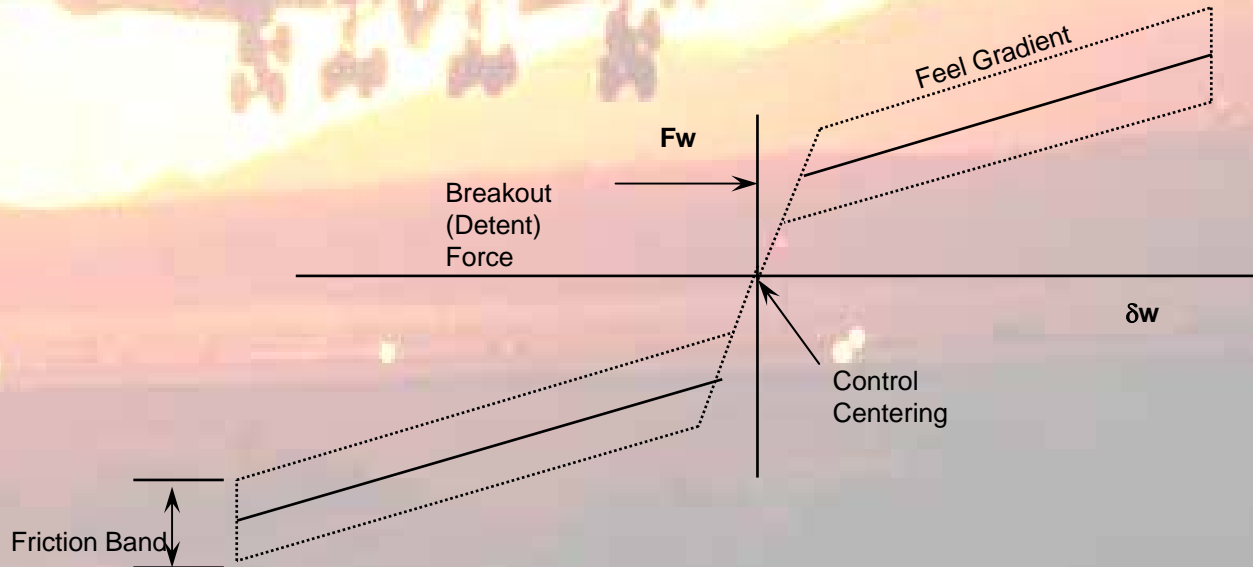 Feel Gradient
Fw
Breakout
(Detent)
Force
δw
Control
Centering
Friction Band